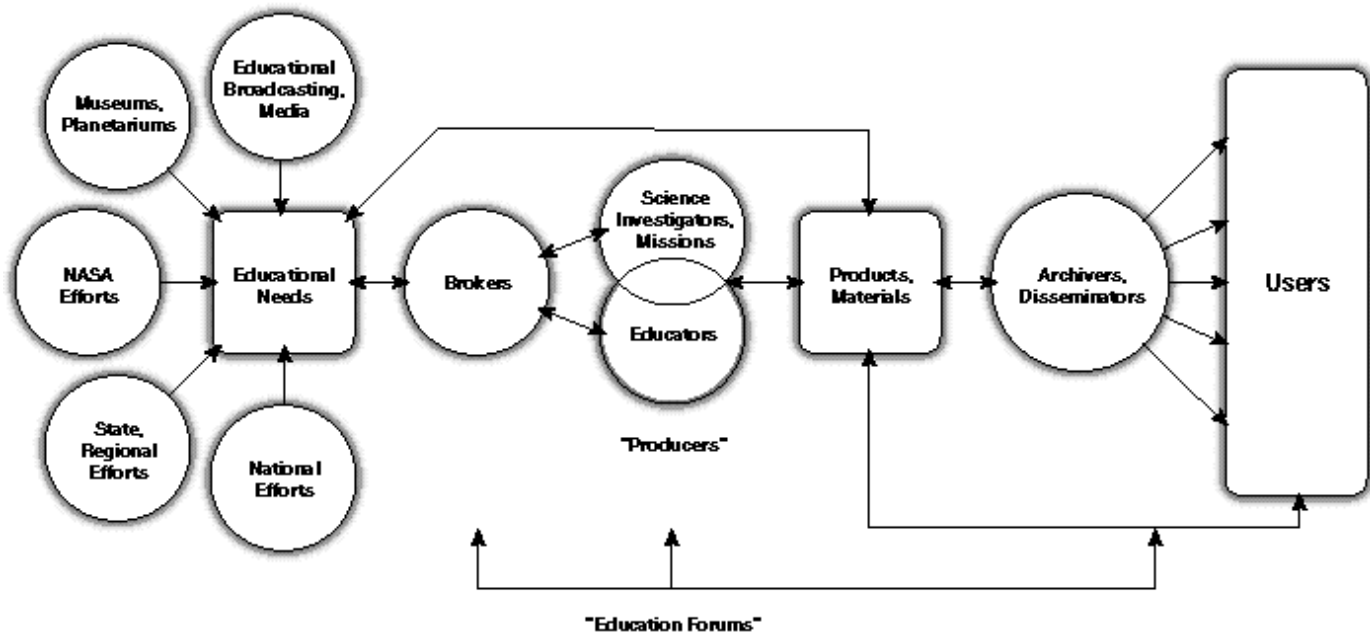 Educational
Broadcasting,
Media
Museums,
Planetariums
NASA
Efforts
State,
Regional
Efforts
National
Efforts
Educational
Needs
Brokers
Science
Investigators,
Missions
Educators
"Producers"
Products,
Materials
Archivers,
Disseminators
Users
"Education Forums"